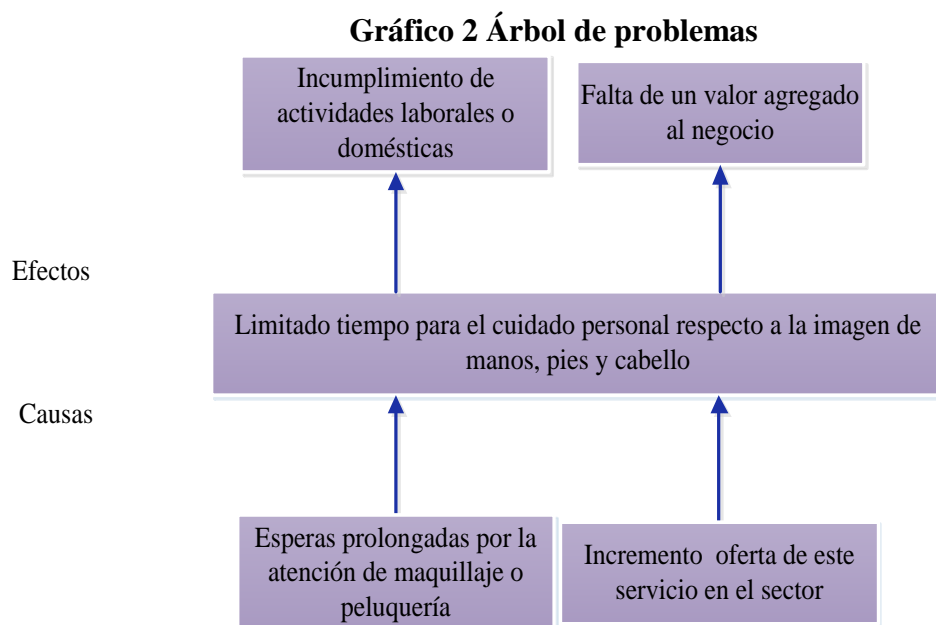 Gráfico 2 Árbol de problemas
Incumplimiento de
actividades laborales o
domésticas
Falta de un valor agregado
al negocio
Efectos
Limitado tiempo para el cuidado personal respecto a la imagen de
manos, pies y cabello
Causas
Esperas prolongadas por la
atención de maquillaje o
peluquería
Incremento oferta de este
servicio en el sector